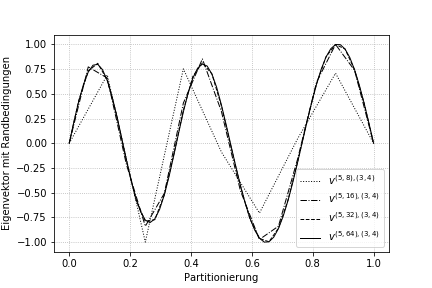 Eigenvektor mit Randbedingungen
1.00
0.75
0.50
0.25
0.00
−0.25
−0.50
−0.75
−1.00
v^(5,8),(3,4)
v^(5,16),(3,4)
v^(5,32),(3,4)
v^(5,64),(3,4)
0.0 0.2 0.4 0.6 0.8 1.0
Partitionierung